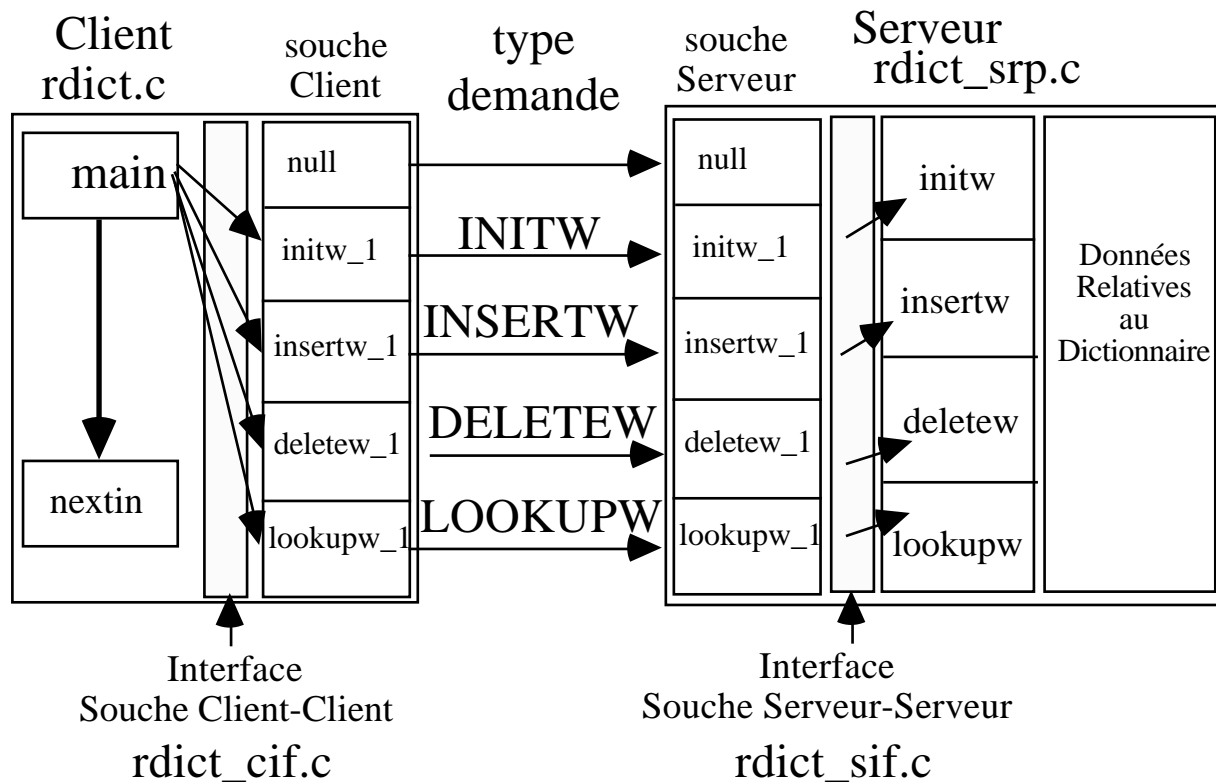 Client
rdict.c
souche
Client
type
demande
souche
Serveur
Serveur
rdict_srp.c
main
nextin
null
initw_1
insertw_1
deletew_1
lookupw_1
INITW
INSERTW
DELETEW
LOOKUPW
null
initw_1
insertw_1
deletew_1
lookupw_1
initw
insertw
deletew
lookupw
Données
Relatives
au
Dictionnaire
Interface
Souche Client-Client
rdict_cif.c
Interface
Souche Serveur-Serveur
rdict_sif.c